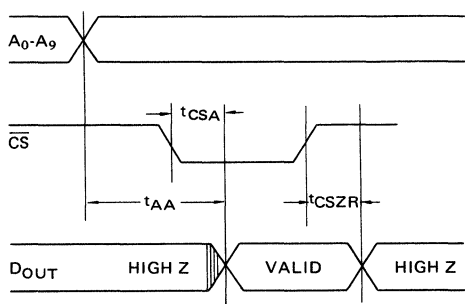 A₀-A₉
tCSA
CS
tAA
tCSZR
DOUT HIGH Z VALID HIGH Z